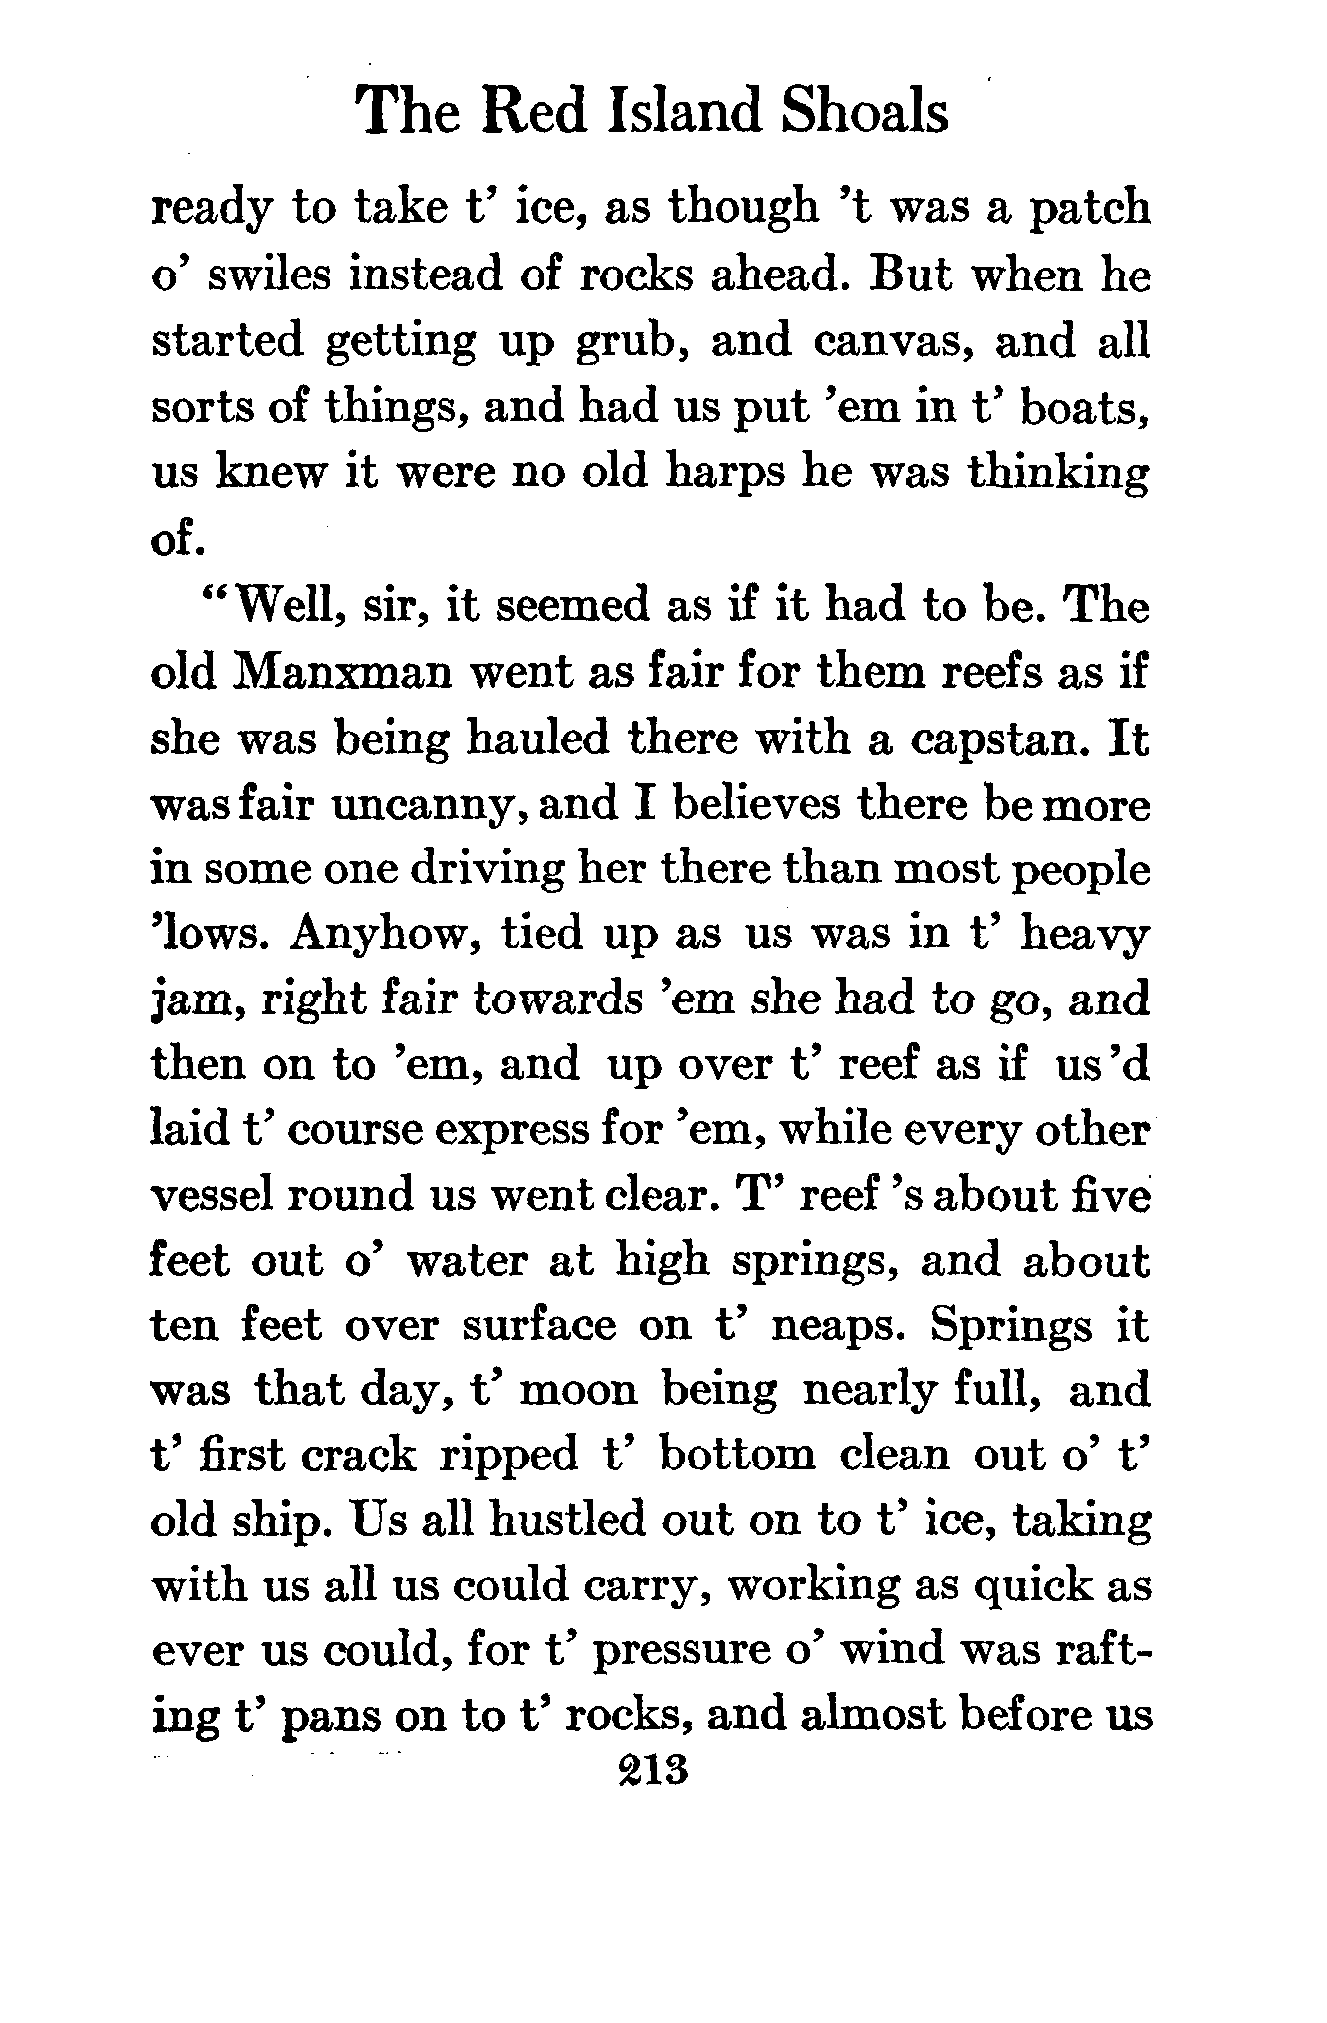 The Red Island Shoals
ready to take t’ ice, as though ’t was a patch
o’ swiles instead of rocks ahead. But when he
started getting up grub, and canvas, and all
sorts of things, and had us put ’em in t’ boats,
us knew it were no old harps he was thinking
of.
“Well, sir, it seemed as if it had to be. The
old Manxman went as fair for them reefs as if
she was being hauled there with a capstan. It
was fair uncanny, and I believes there be more
in some one driving her there than most people
’lows. Anyhow, tied up as us was in t’ heavy
jam, right fair towards ’em she had to go, and
then on to ’em, and up over t’ reef as if us ’d
laid t’ course express for ’em, while every other
vessel round us went clear. T’ reef ’s about five
feet out o’ water at high springs, and about
ten feet over surface on t’ neaps. Springs it
was that day, t’ moon being nearly full, and
t’ first crack ripped t’ bottom clean out o’ t’
old ship. Us all hustled out on to t’ ice, taking
with us all us could carry, working as quick as
ever us could, for t’ pressure o’ wind was raft-
ing t’ pans on to t’ rocks, and almost before us
213